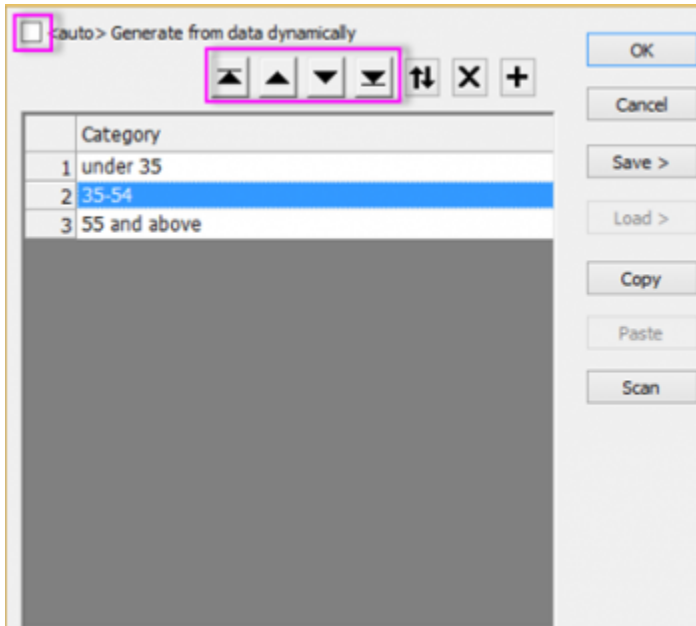 <auto> Generate from data dynamically
OK
Cancel
Category
1 under 35
2 35-54
3 55 and above
Save >
Load >
Copy
Paste
Scan